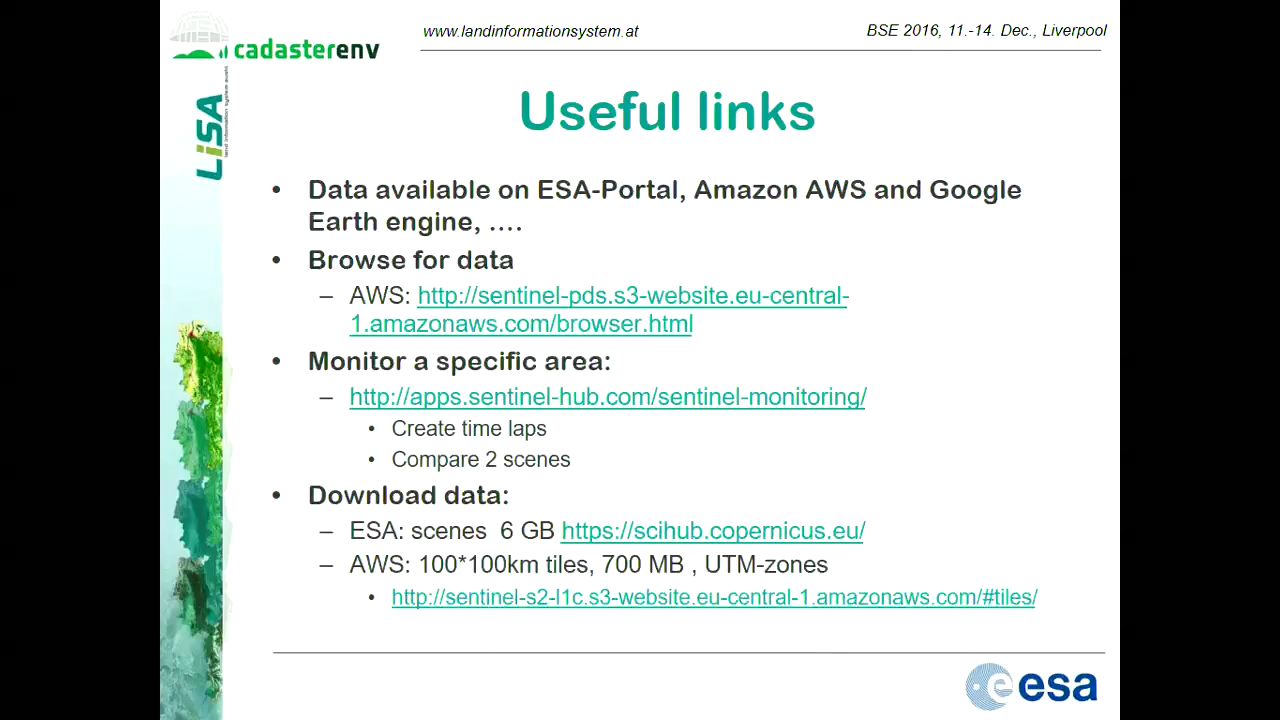 www.landinformationsystem.at
BSE 2016, 11.-14. Dec., Liverpool
cadasterenv
LiSA
Useful links
• Data available on ESA-Portal, Amazon AWS and Google
Earth engine, ....
• Browse for data
– AWS: http://sentinel-pds.s3-website.eu-central-
1.amazonaws.com/browser.html
• Monitor a specific area:
– http://apps.sentinel-hub.com/sentinel-monitoring/
• Create time laps
• Compare 2 scenes
• Download data:
– ESA: scenes 6 GB https://scihub.copernicus.eu/
– AWS: 100*100km tiles, 700 MB , UTM-zones
• http://sentinel-s2-l1c.s3-website.eu-central-1.amazonaws.com/#tiles/
esa